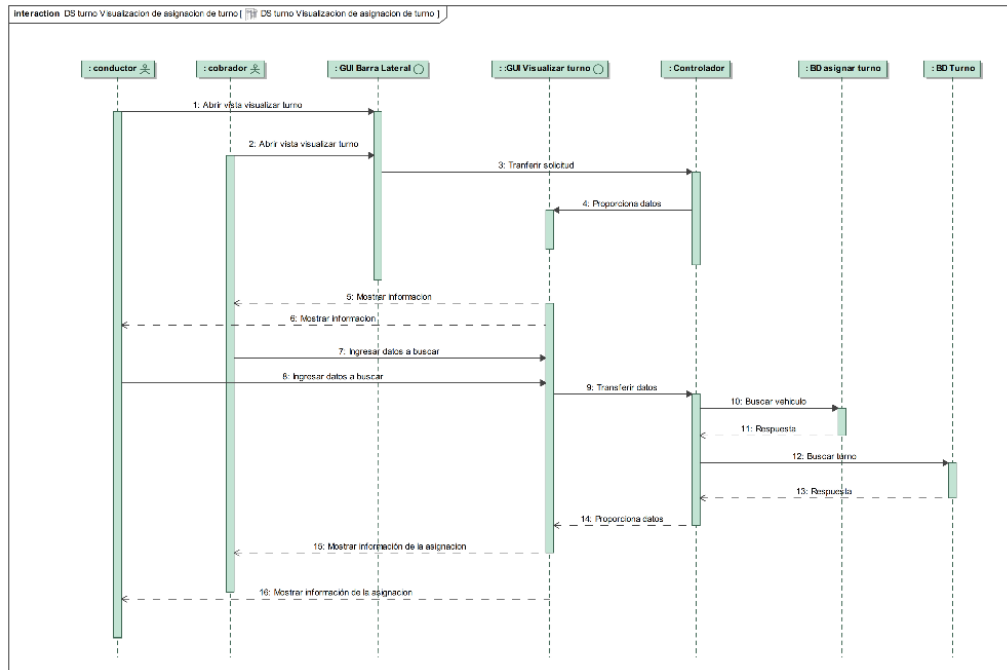 interaction DS turno Visualizacion de asignacion de turno [ DS turno Visualizacion de asignacion de turno ]
: conductor
: cobrador
: GUI Barra Lateral
: :GUI Visualizar turno
: Controlador
: BD asignar turno
: BD Turno
1: Abrir vista visualizar turno
2: Abrir vista visualizar turno
3: Tranferir solicitud
4: Proporciona datos
5: Mostrar informacion
6: Mostrar informacion
7: Ingresar datos a buscar
8: Ingresar datos a buscar
9: Transferir datos
10: Buscar vehiculo
11: Respuesta
12: Buscar turno
13: Respuesta
14: Proporciona datos
15: Mostrar información de la asignacion
16: Mostrar información de la asignacion